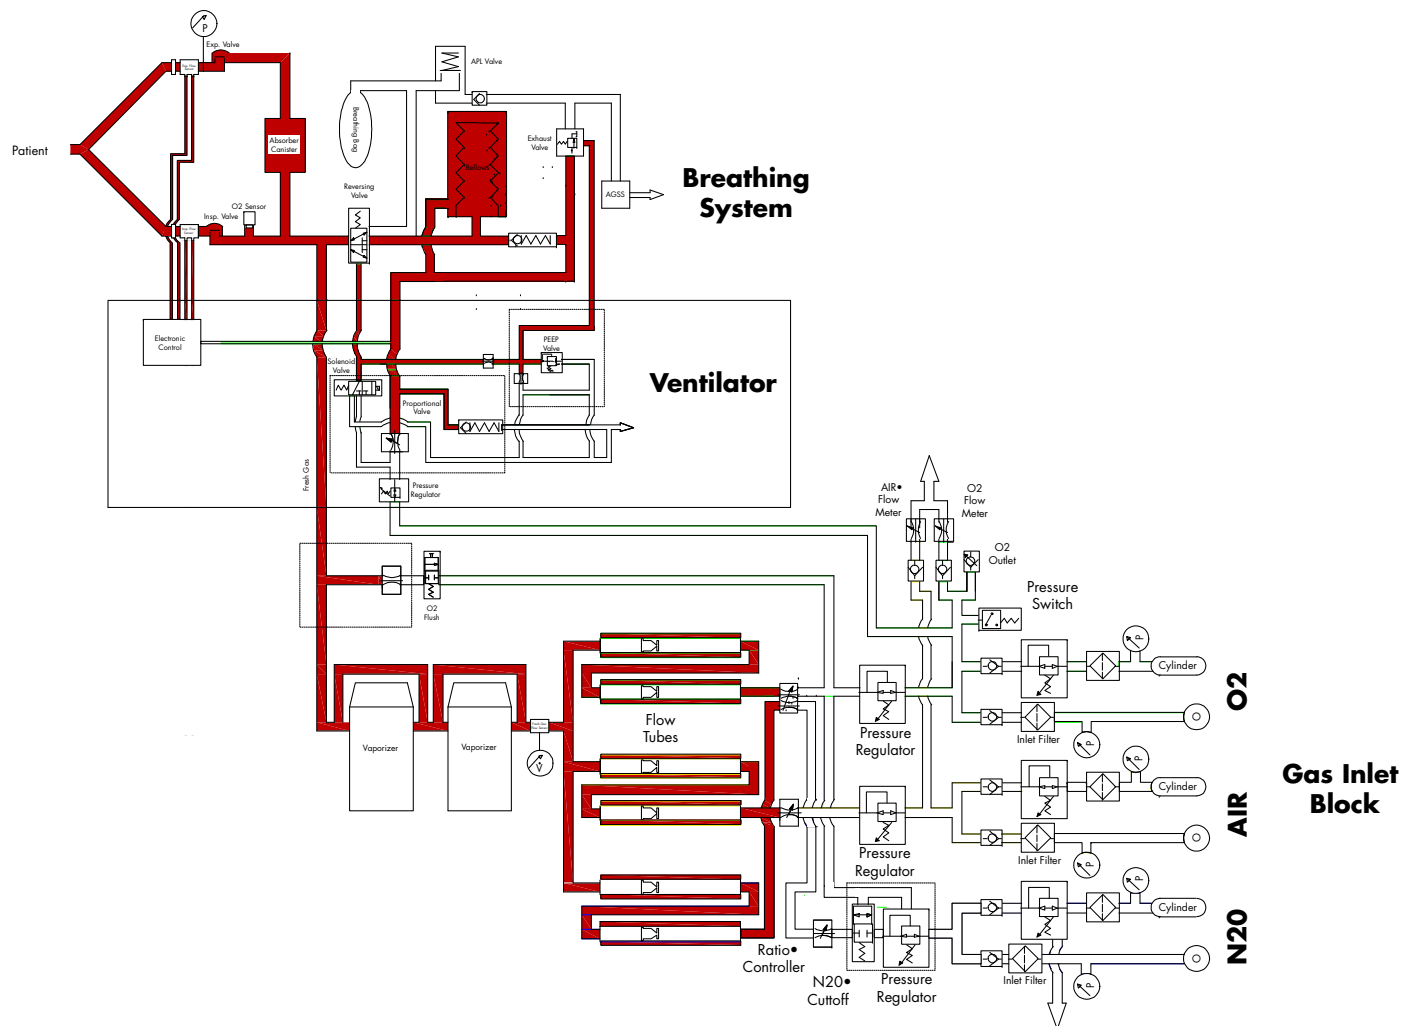 P
Exp. Valve
APL Valve
Breathing Bag
Patient
Absorber
Canister
Exhaust
Valve
Bellows
Reversing
Valve
AGSS
Breathing
System
Insp. Valve
O2 Sensor
Electronic
Control
Solenoid
Valve
PEEP
Valve
Ventilator
Proportional
Valve
Fresh Gas
Pressure
Regulator
AIR•
Flow
Meter
O2
Flow
Meter
O2
Outlet
O2
Flush
Pressure
Switch
P
Cylinder
O2
Flow
Tubes
Pressure
Regulator
Inlet Filter
P
Vaporizer
Vaporizer
V
P
Cylinder
AIR
Gas Inlet
Block
Pressure
Regulator
Inlet Filter
P
P
Cylinder
N20
Ratio•
Controller
N20•
Cuttoff
Pressure
Regulator
Inlet Filter
P